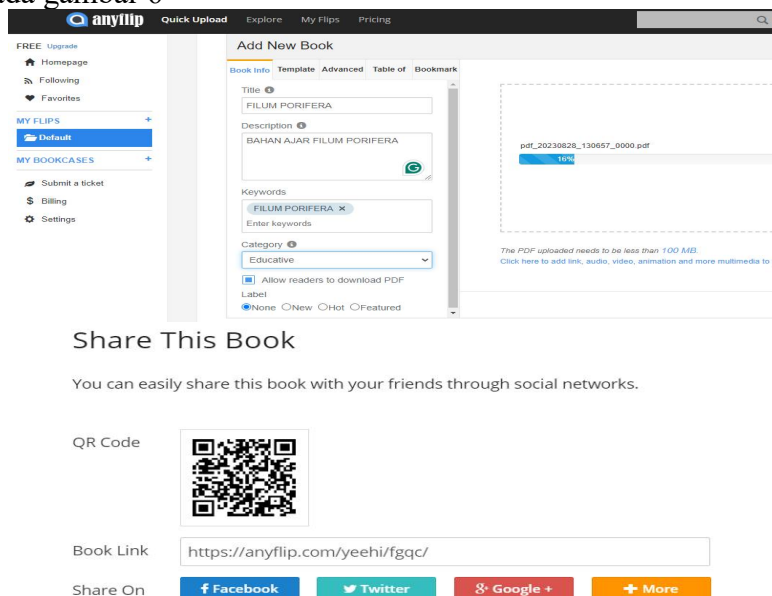 ada gambar 6
anyflip Quick Upload Explore My Flips Pricing
FREE Upgrade
Homepage
Following
Favorites
MY FLIPS +
Default
MY BOOKCASES +
Submit a ticket
Billing
Settings
Add New Book
Book Info Template Advanced Table of Bookmark
Title
FILUM PORIFERA
Description
BAHAN AJAR FILUM PORIFERA
Keywords
FILUM PORIFERA ×
Enter keywords
Category
Educative
Allow readers to download PDF
Label
None New Hot Featured
pdf_20230828_130657_0000.pdf
16%
The PDF uploaded needs to be less than 100 MB.
Click here to add link, audio, video, animation and more multimedia to
Share This Book
You can easily share this book with your friends through social networks.
QR Code
Book Link
https://anyflip.com/yeehi/fgqc/
Share On
Facebook
Twitter
Google +
More